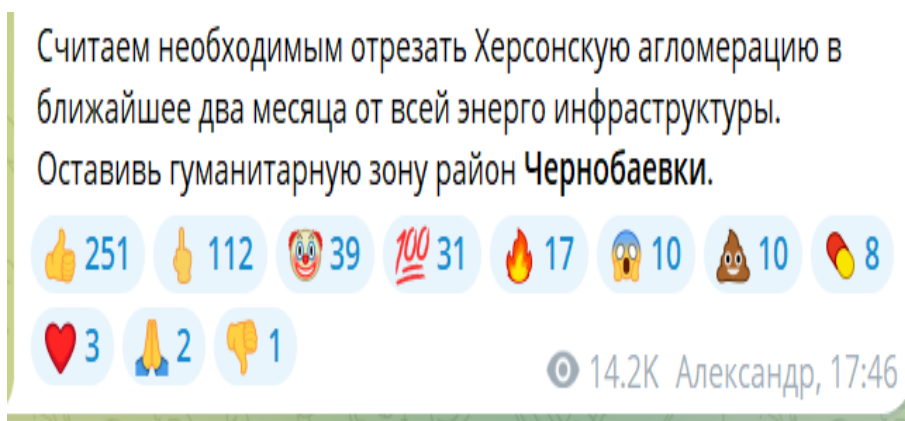 Считаем необходимым отрезать Херсонскую агломерацию в
ближайшее два месяца от всей энерго инфраструктуры.
Оставивь гуманитарную зону район Чернобаевки.
👍 251 🖕 112 🤡 39 💯 31 🔥 17 😱 10 💩 10 💊 8
❤️ 3 🙏 2 👎 1
14.2K Александр, 17:46